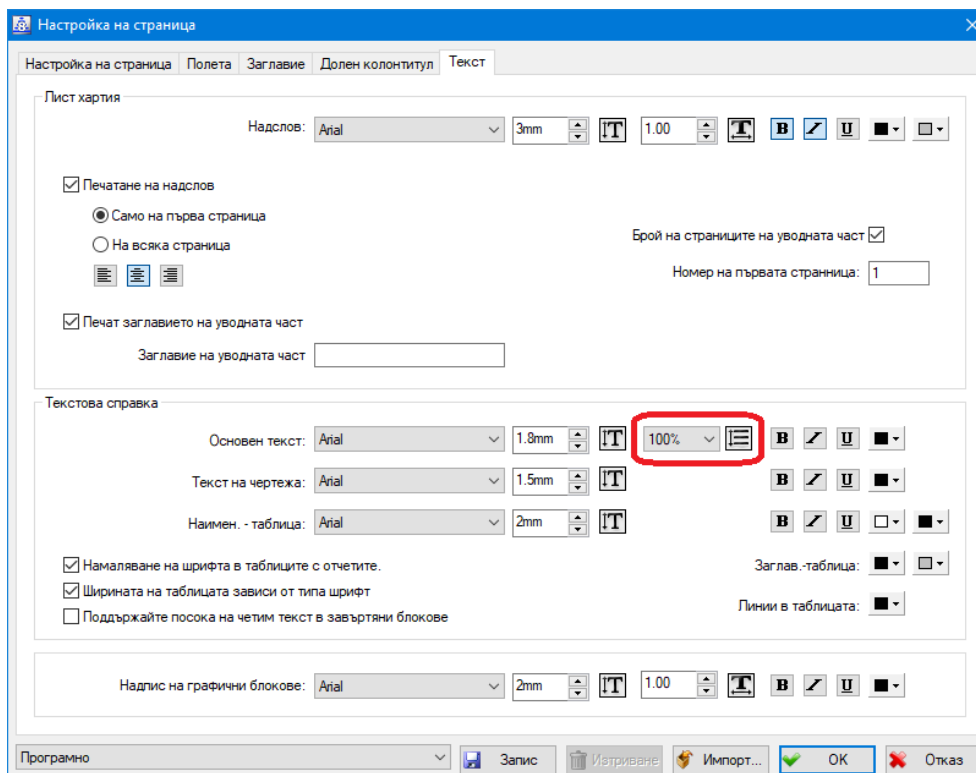 Настройка на страница
Настройка на страница Полета Заглавие Долен колонтитул Текст
Лист хартия
Надслов: Arial 3mm T 1.00 T B I U
Печатане на надслов
Само на първа страница
На всяка страница
Брой на страниците на уводната част
Номер на първата странница: 1
Печат заглавието на уводната част
Заглавие на уводната част
Текстова справка
Основен текст: Arial 1.8mm T 100% B I U
Текст на чертежа: Arial 1.5mm T B I U
Наимен. - таблица: Arial 2mm T B I U
Намаляване на шрифта в таблиците с отчетите.
Заглав.-таблица:
Ширината на таблицата зависи от типа шрифт
Линии в таблицата:
Поддържайте посока на четим текст в завъртяни блокове
Надпис на графични блокове: Arial 2mm T 1.00 T B I U
Програмно Запис Изтриване Импорт... OK Отказ